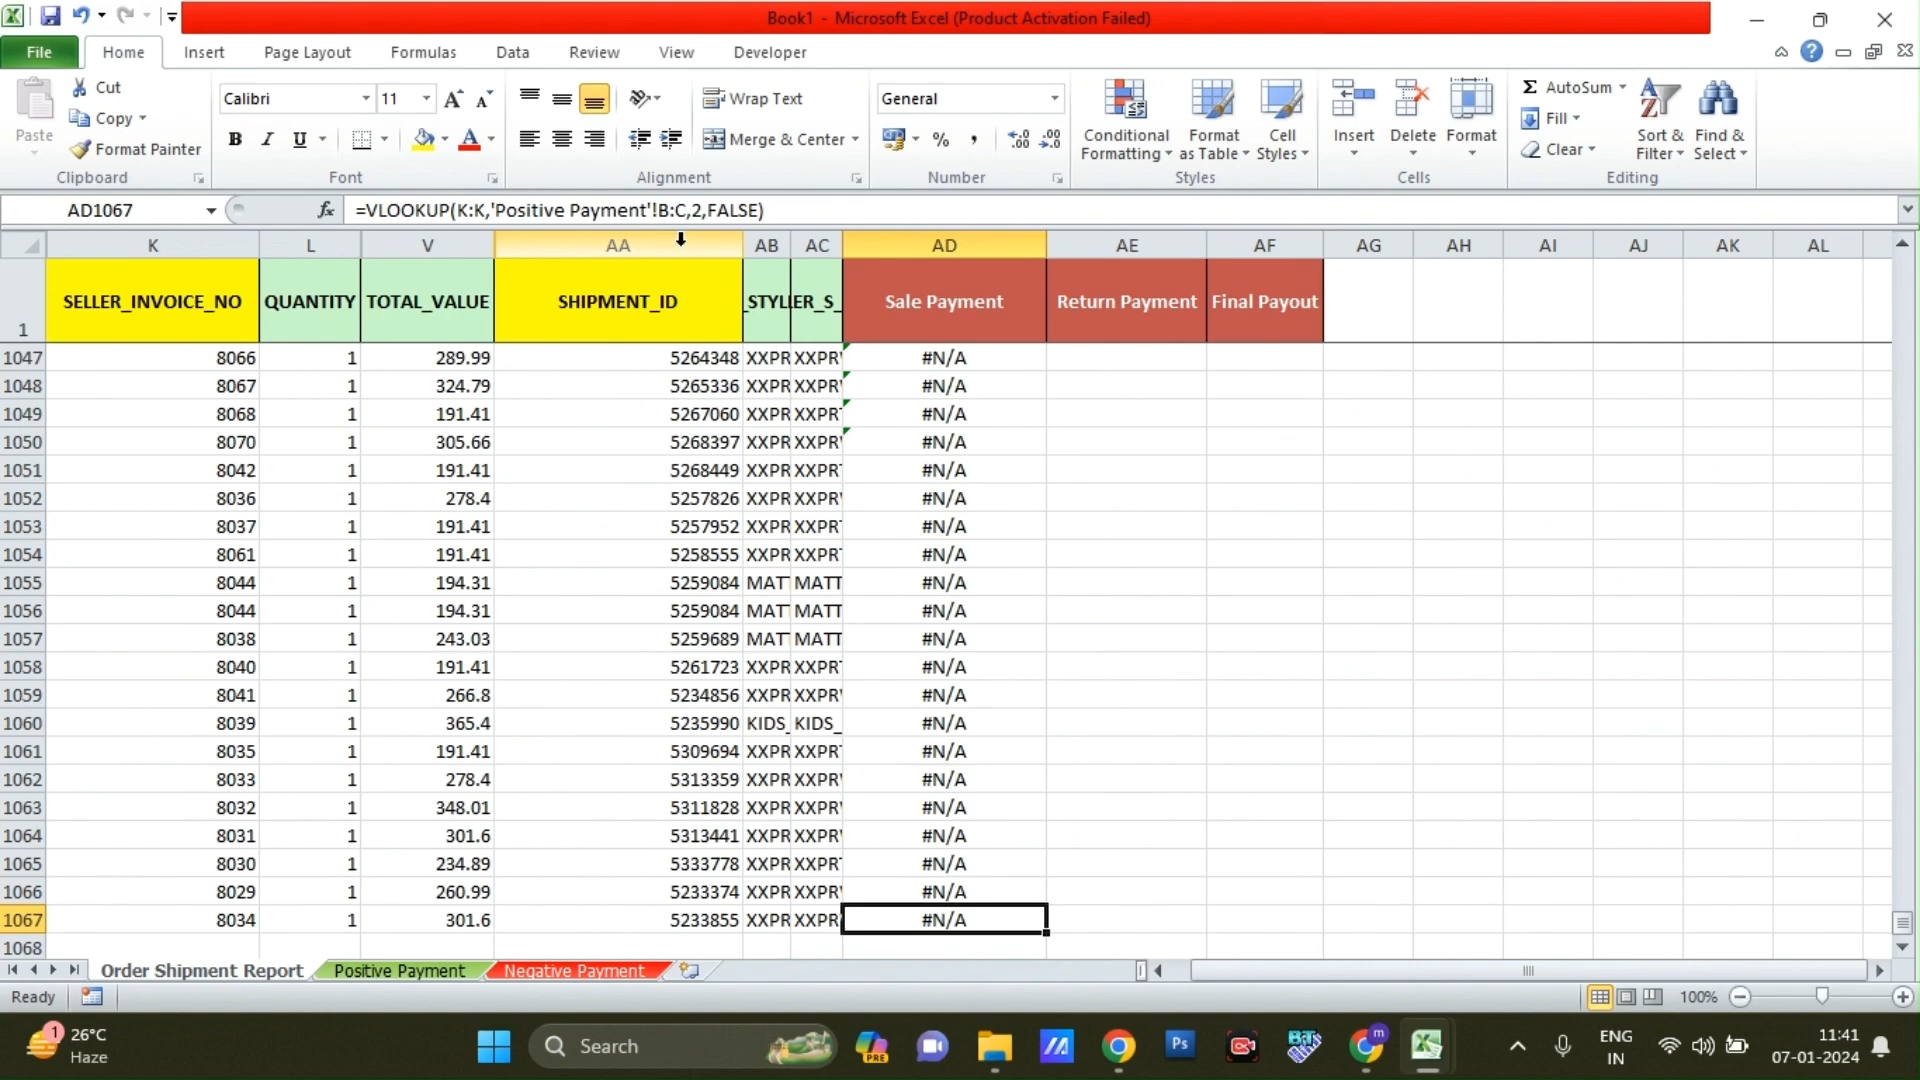 Book1 - Microsoft Excel (Product Activation Failed)
File Home Insert Page Layout Formulas Data Review View Developer
Paste Cut Copy Format Painter
Calibri 11 Wrap Text General AutoSum
B I U Merge & Center % , Conditional Formatting Format as Table Cell Styles Insert Delete Format Fill Clear Sort & Filter Find & Select
Clipboard Font Alignment Number Styles Cells Editing
AD1067 fx =VLOOKUP(K:K,'Positive Payment'!B:C,2,FALSE)
K L V AA AB AC AD AE AF AG AH AI AJ AK AL
1 SELLER_INVOICE_NO QUANTITY TOTAL_VALUE SHIPMENT_ID _STYL ER_S_ Sale Payment Return Payment Final Payout
1047 8066 1 289.99 5264348 XXPR XXPR #N/A
1048 8067 1 324.79 5265336 XXPR XXPR #N/A
1049 8068 1 191.41 5267060 XXPR XXPR #N/A
1050 8070 1 305.66 5268397 XXPR XXPR #N/A
1051 8042 1 191.41 5268449 XXPR XXPR #N/A
1052 8036 1 278.4 5257826 XXPR XXPR #N/A
1053 8037 1 191.41 5257952 XXPR XXPR #N/A
1054 8061 1 191.41 5258555 XXPR XXPR #N/A
1055 8044 1 194.31 5259084 MATT MATT #N/A
1056 8044 1 194.31 5259084 MATT MATT #N/A
1057 8038 1 243.03 5259689 MATT MATT #N/A
1058 8040 1 191.41 5261723 XXPR XXPR #N/A
1059 8041 1 266.8 5234856 XXPR XXPR #N/A
1060 8039 1 365.4 5235990 KIDS_ KIDS_ #N/A
1061 8035 1 191.41 5309694 XXPR XXPR #N/A
1062 8033 1 278.4 5313359 XXPR XXPR #N/A
1063 8032 1 348.01 5311828 XXPR XXPR #N/A
1064 8031 1 301.6 5313441 XXPR XXPR #N/A
1065 8030 1 234.89 5333778 XXPR XXPR #N/A
1066 8029 1 260.99 5233374 XXPR XXPR #N/A
1067 8034 1 301.6 5233855 XXPR XXPR #N/A
1068
Order Shipment Report Positive Payment Negative Payment
Ready 100%
1 26°C Haze Search PRE Ps m ENG IN 11:41 07-01-2024